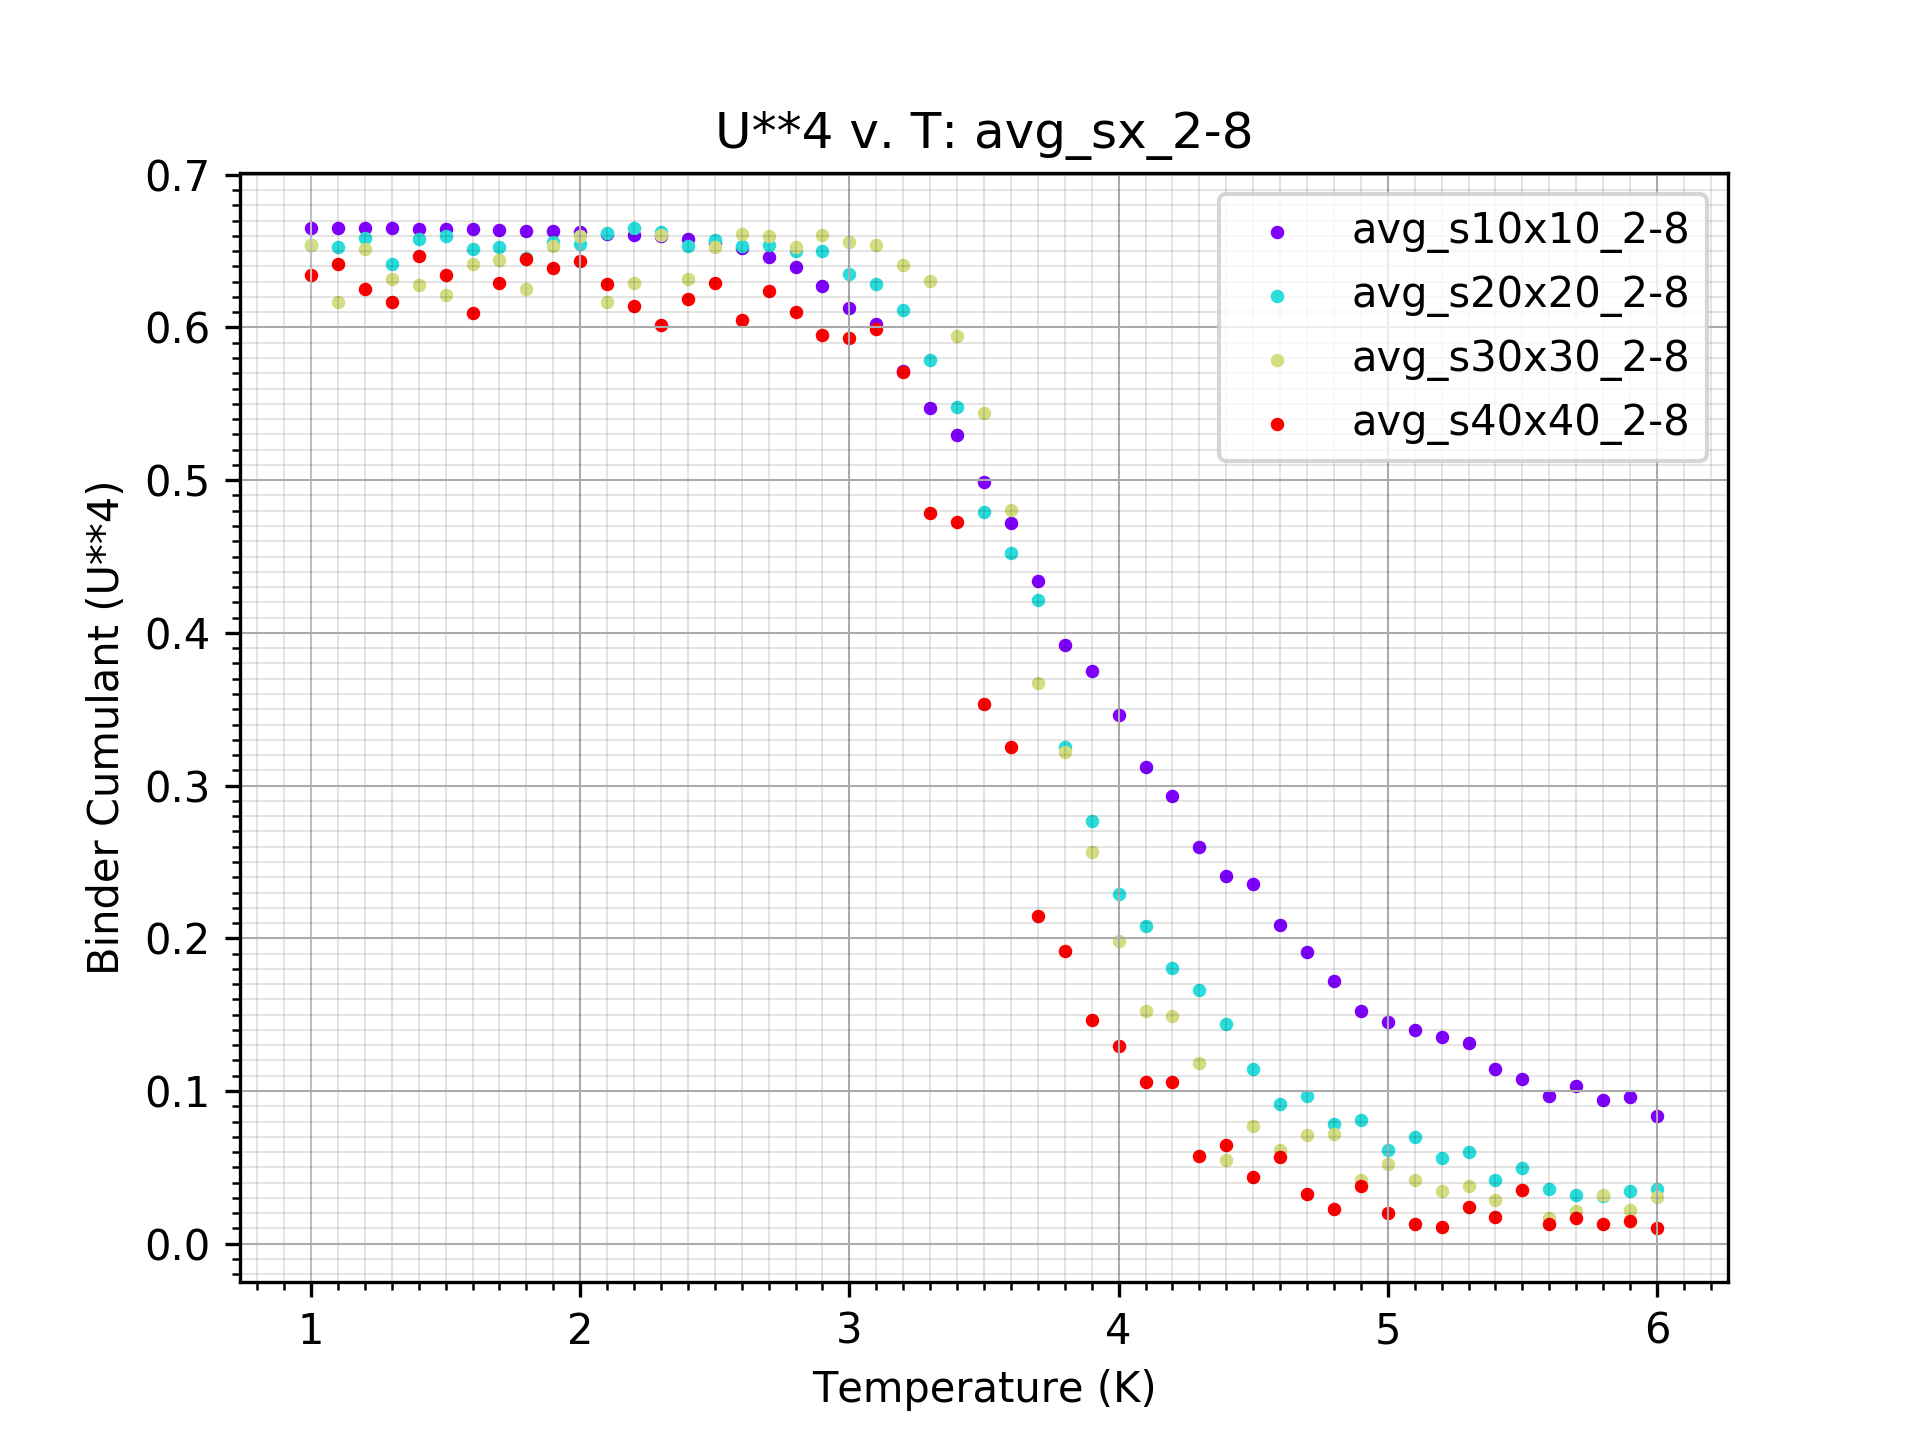 U**4 v. T: avg_sx_2-8
0.7
0.6
0.5
0.4
0.3
0.2
0.1
0.0
Binder Cumulant (U**4)
avg_s10x10_2-8
avg_s20x20_2-8
avg_s30x30_2-8
avg_s40x40_2-8
1 2 3 4 5 6
Temperature (K)